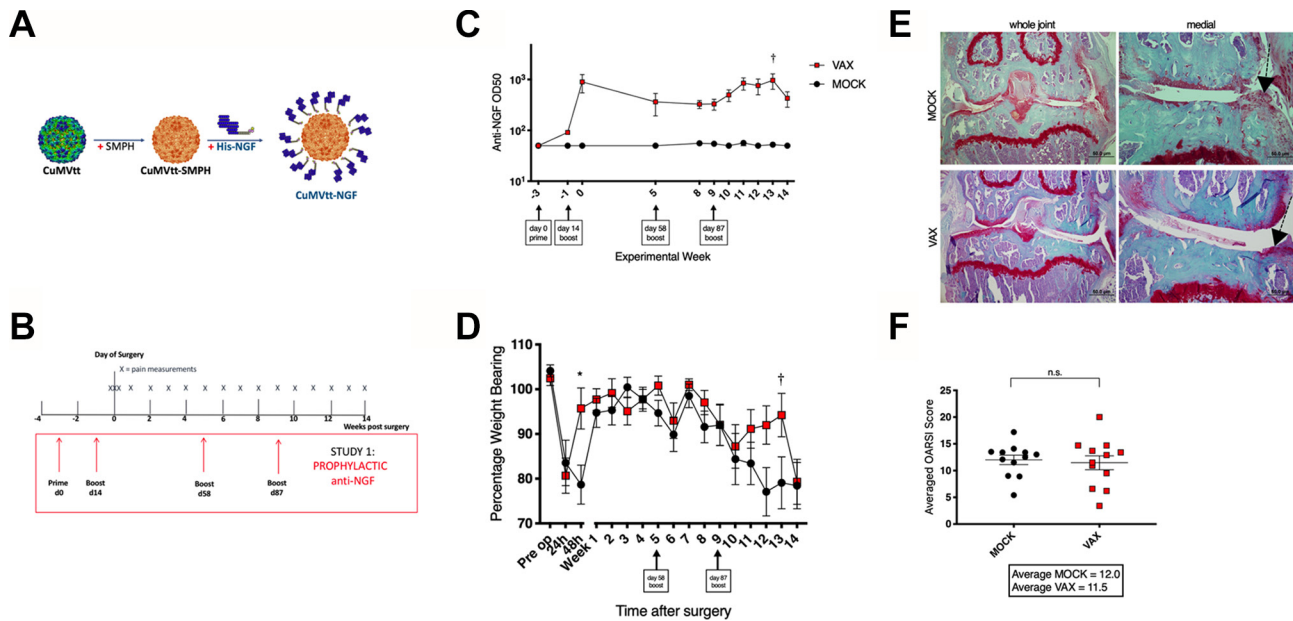 A
CuMVtt
+ SMPH
CuMVtt-SMPH
+ His-NGF
CuMVtt-NGF
B
Day of Surgery
X = pain measurements
X XXX X X X X X X X X X X X X X X
-4 -2 0 2 4 6 8 10 12 14
Weeks post surgery
Prime
d0
Boost
d14
Boost
d58
Boost
d87
STUDY 1:
PROPHYLACTIC
anti-NGF
C
Anti-NGF OD50
10³
10²
10¹
†
VAX
MOCK
-3 -1 0 5 8 9 10 11 12 13 14
day 0
prime
day 14
boost
day 58
boost
day 87
boost
Experimental Week
D
Percentage Weight Bearing
110
100
90
80
70
*
†
Pre op 24h 48h Week 1 2 3 4 5 6 7 8 9 10 11 12 13 14
day 58
boost
day 87
boost
Time after surgery
E
whole joint
medial
MOCK
VAX
F
n.s.
Averaged OARSI Score
25
20
15
10
5
0
MOCK
VAX
Average MOCK = 12.0
Average VAX = 11.5